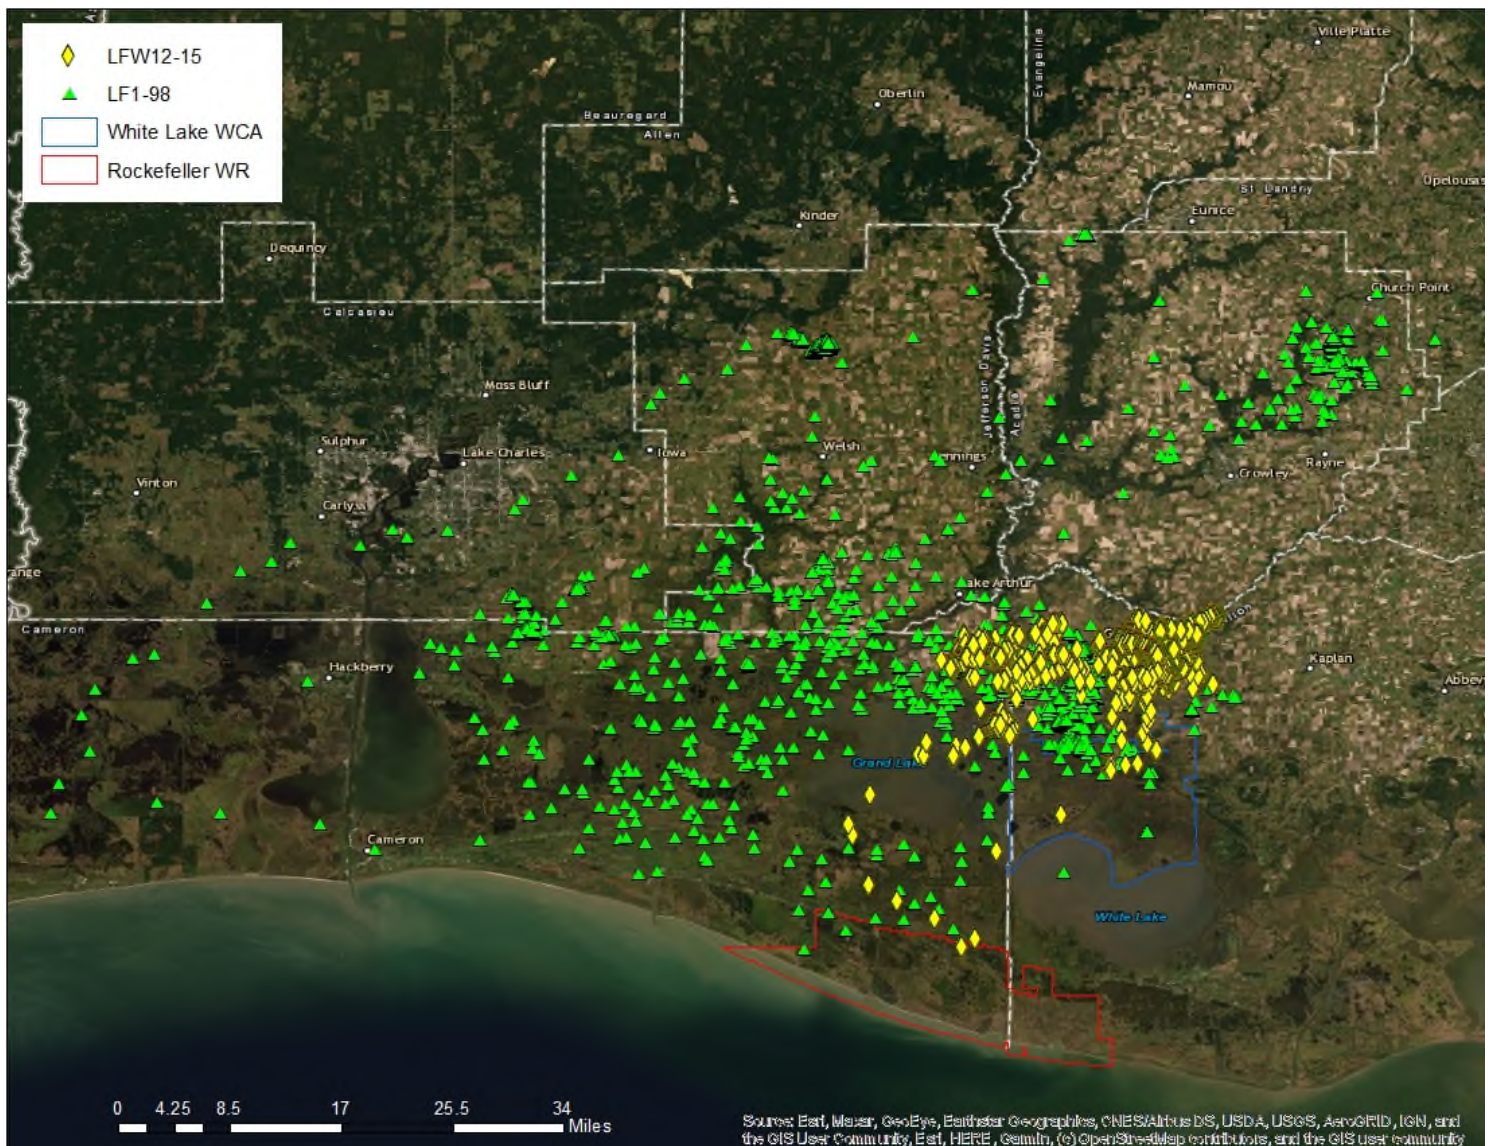 LFW12-15
LF1-98
White Lake WCA
Rockefeller WR
Ville Platte
Evangeline
Oberlin
Mamou
Beauregard
Allen
St. Landry
Opelousas
Kinder
Eunice
Dequincy
Church Point
Calcasieu
Jefferson Davis
Acadia
Moss Bluff
Sulphur
Lake Charles
Iowa
Welsh
Rayne
Crowley
Vinton
Carlyss
Lake Arthur
Cameron
Hackberry
Kaplan
Grand Lake
Cameron
White Lake
0 4.25 8.5 17 25.5 34
Miles
Source: Esri, Maxar, GeoEye, Earthstar Geographics, CNES/Airbus DS, USDA, USGS, AeroGRID, IGN, and
the GIS User Community, Esri, HERE, Garmin, (c) OpenStreetMap contributors, and the GIS user community